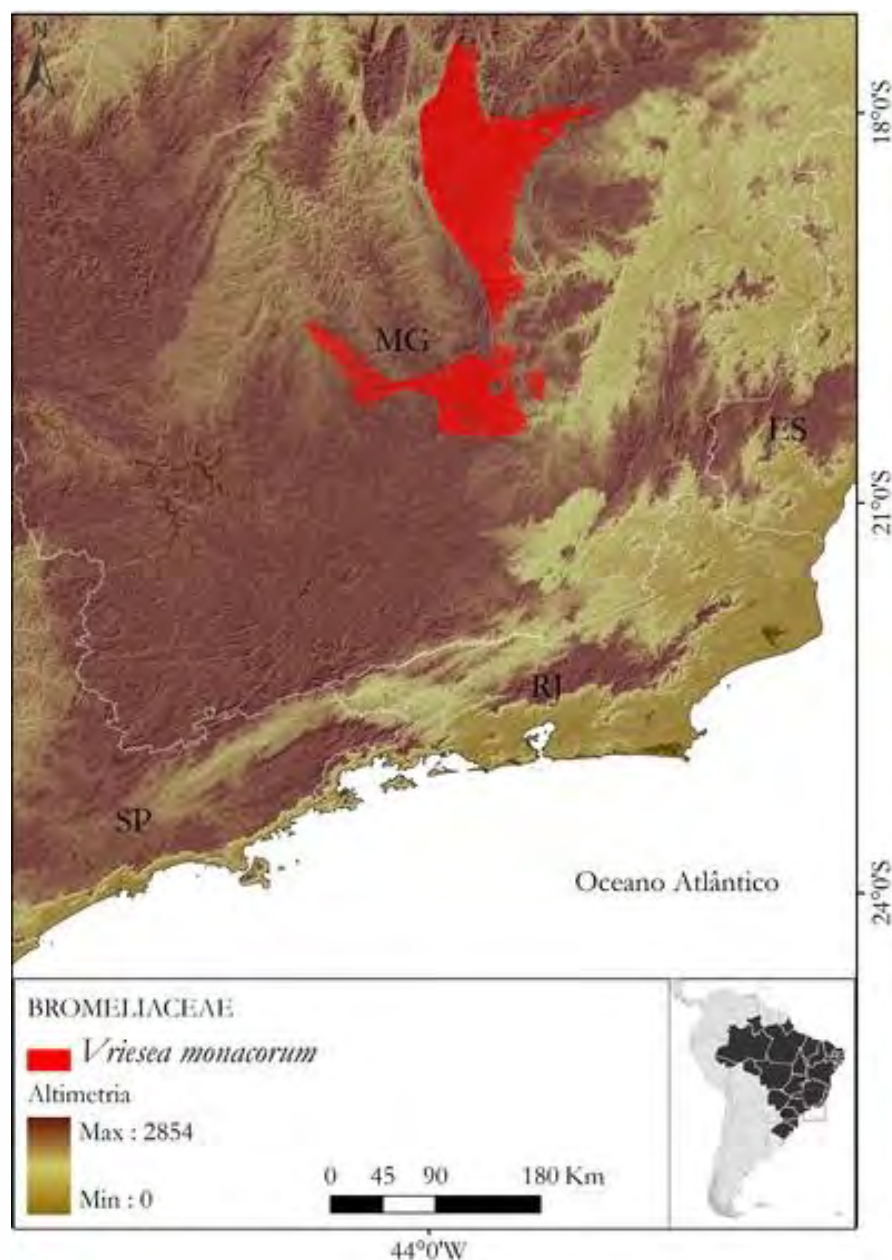 N
18°0'S
MG
ES
21°0'S
RJ
SP
Oceano Atlântico
24°0'S
BROMELIACEAE
Vriesea monacorum
Altimetria
Max : 2854
Min : 0
0 45 90 180 Km
44°0'W